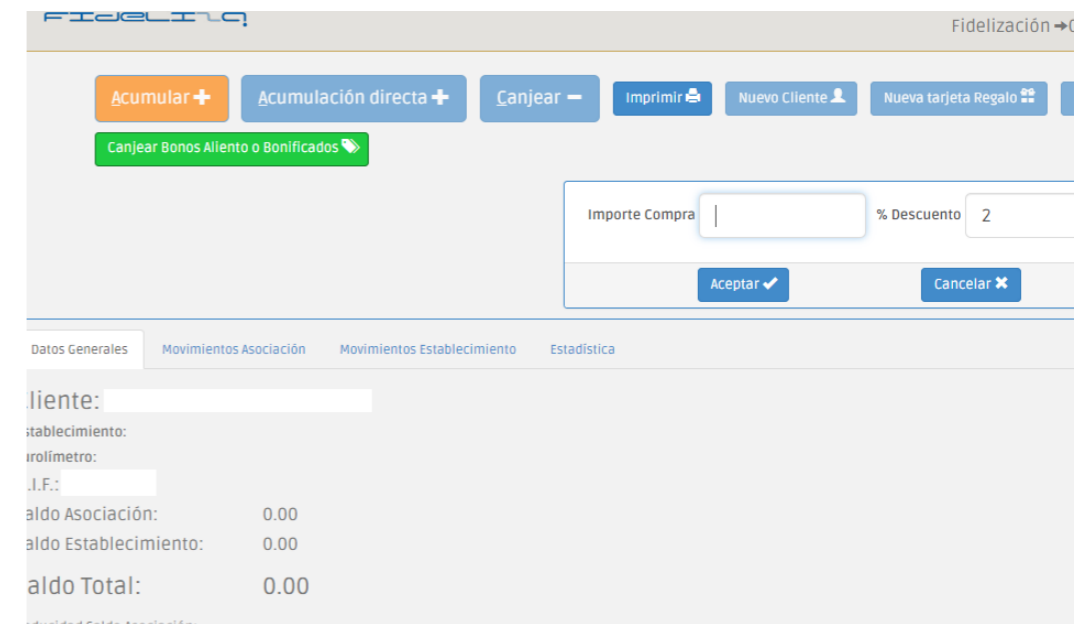 FIDELIZA
Fidelización
Acumular
Acumulación directa
Canjear
Imprimir
Nuevo Cliente
Nueva tarjeta Regalo
Canjear Bonos Aliento o Bonificados
Importe Compra
% Descuento 2
Aceptar
Cancelar
Datos Generales
Movimientos Asociación
Movimientos Establecimiento
Estadística
liente:
stablecimiento:
urolímetro:
.I.F.:
aldo Asociación: 0.00
aldo Establecimiento: 0.00
aldo Total: 0.00